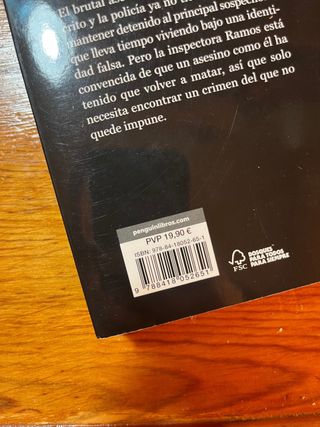 El brutal
crito y la policía ya no
mantener detenido al principal sospechos
que lleva tiempo viviendo bajo una identi-
dad falsa. Pero la inspectora Ramos está
convencida de que un asesino como él ha
tenido que volver a matar, así que solo
necesita encontrar un crimen del que no
quede impune.
penguinlibros.com
PVP 19,90 €
ISBN: 978-84-18052-65-1
9 788418 052651
FSC
BOSQUES
PARA TODOS
PARA SIEMPRE